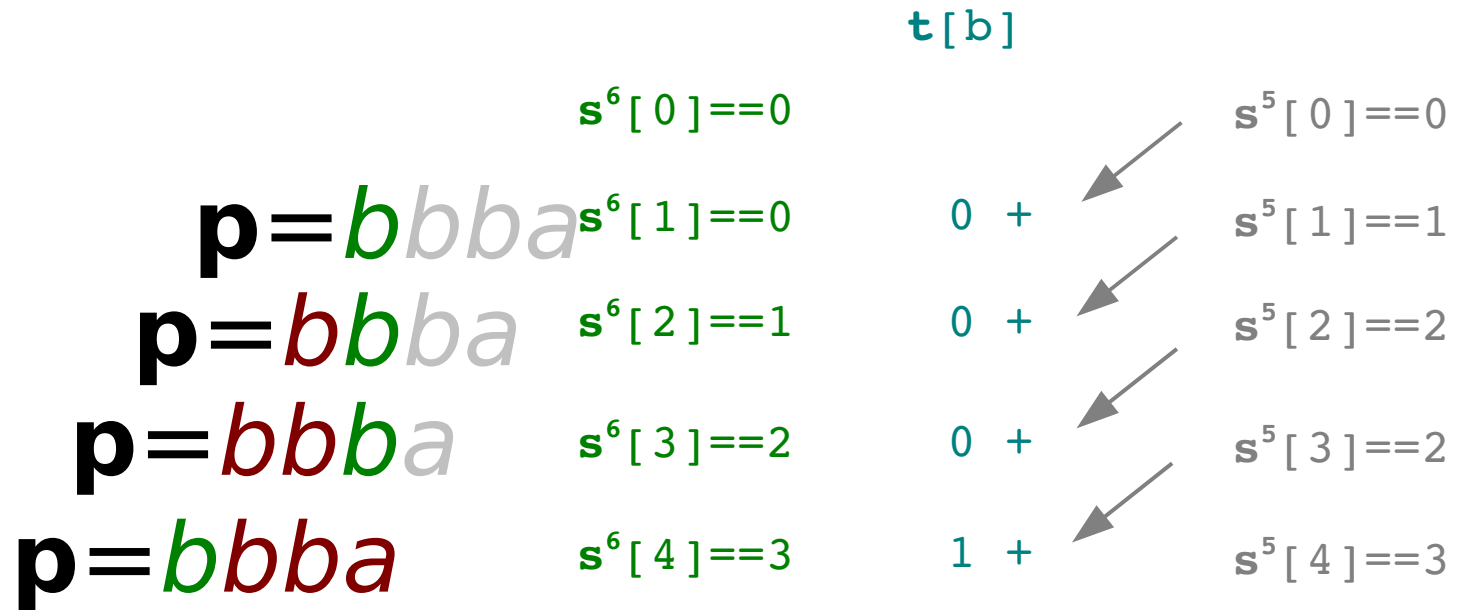 t[b]
s⁶[0]==0 s⁵[0]==0
p=bbba s⁶[1]==0 0 + s⁵[1]==1
p=bbba s⁶[2]==1 0 + s⁵[2]==2
p=bbba s⁶[3]==2 0 + s⁵[3]==2
p=bbba s⁶[4]==3 1 + s⁵[4]==3